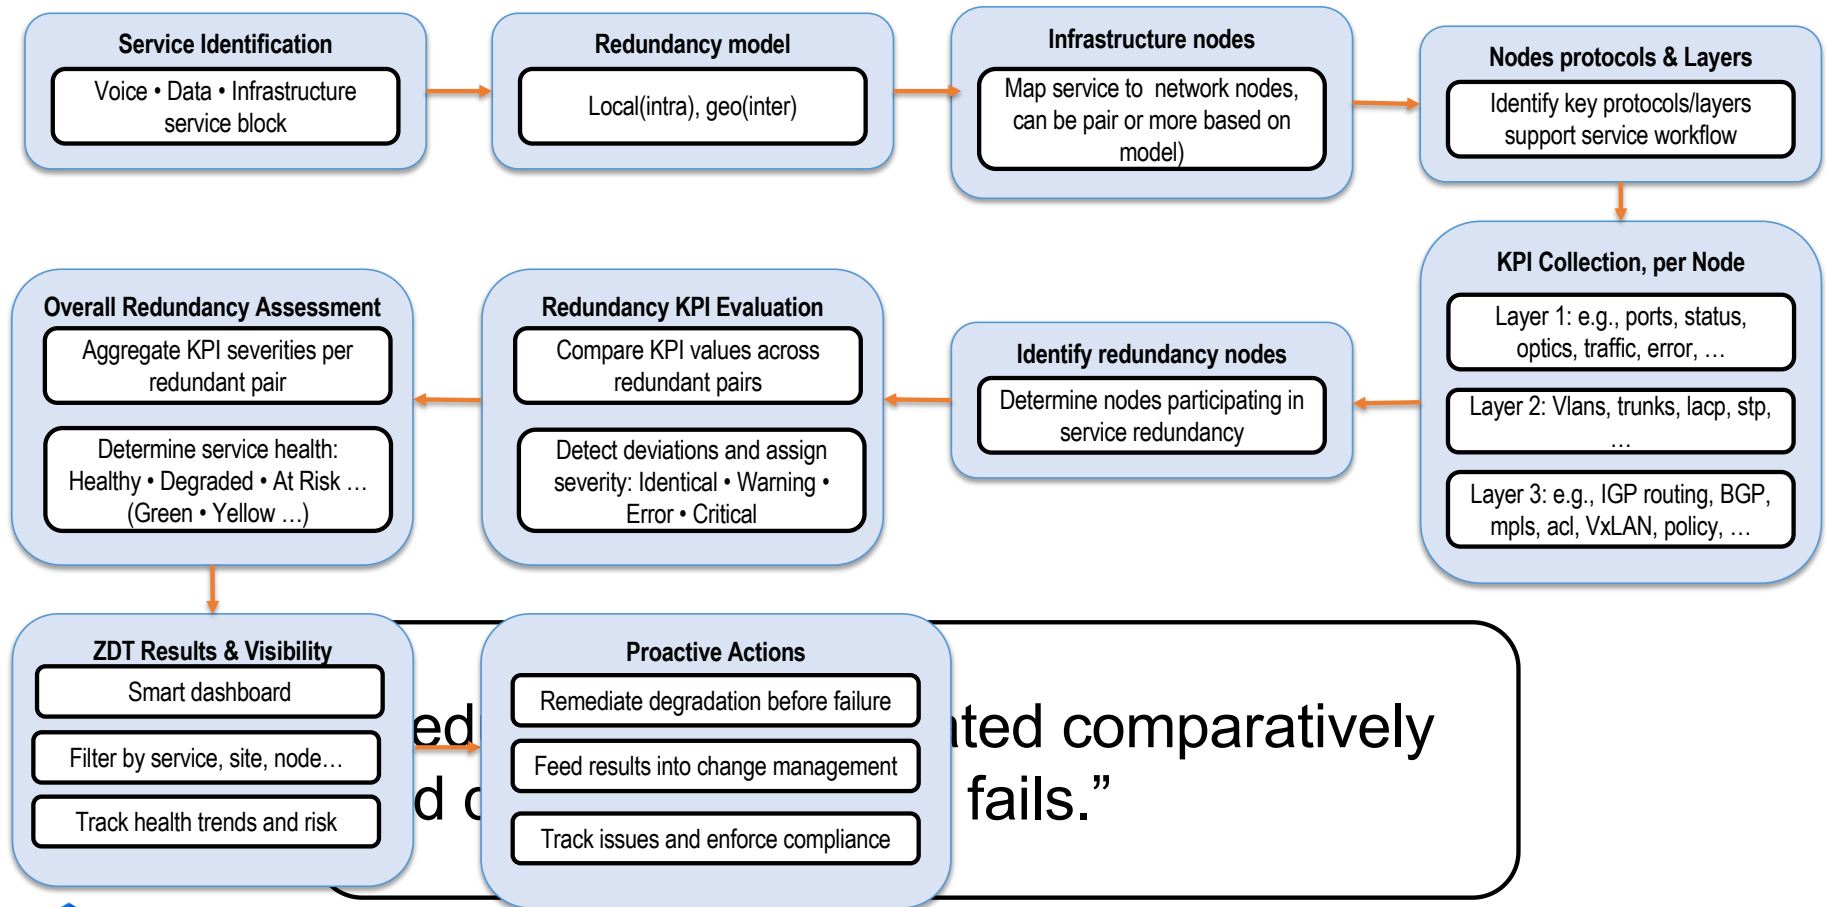 Service Identification
Voice • Data • Infrastructure
service block
Redundancy model
Local(intra), geo(inter)
Infrastructure nodes
Map service to network nodes,
can be pair or more based on
model)
Nodes protocols & Layers
Identify key protocols/layers
support service workflow
KPI Collection, per Node
Layer 1: e.g., ports, status,
optics, traffic, error, …
Layer 2: Vlans, trunks, lacp, stp,
…
Layer 3: e.g., IGP routing, BGP,
mpls, acl, VxLAN, policy, …
Identify redundancy nodes
Determine nodes participating in
service redundancy
Redundancy KPI Evaluation
Compare KPI values across
redundant pairs
Detect deviations and assign
severity: Identical • Warning •
Error • Critical
Overall Redundancy Assessment
Aggregate KPI severities per
redundant pair
Determine service health:
Healthy • Degraded • At Risk …
(Green • Yellow …)
ZDT Results & Visibility
Smart dashboard
Filter by service, site, node…
Track health trends and risk
Proactive Actions
Remediate degradation before failure
Feed results into change management
Track issues and enforce compliance
comparatively
fails.”